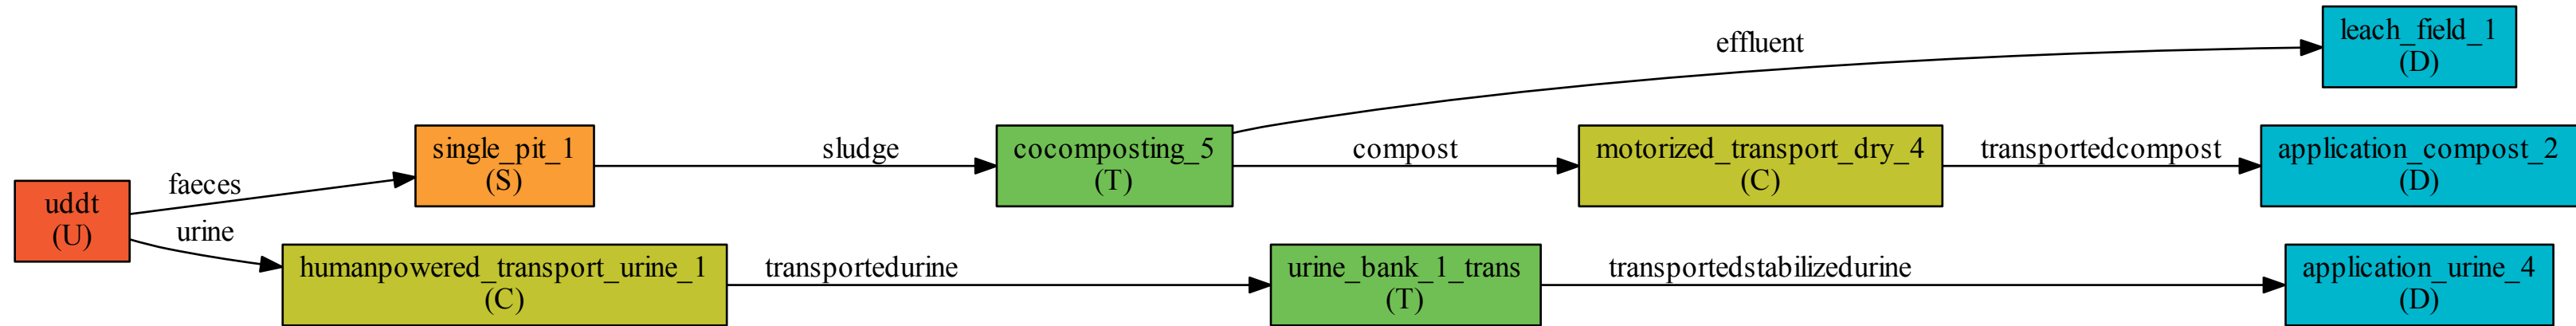 effluent
leach_field_1
(D)
faeces
single_pit_1
(S)
sludge
cocomposting_5
(T)
compost
motorized_transport_dry_4
(C)
transportedcompost
application_compost_2
(D)
uddt
(U)
urine
humanpowered_transport_urine_1
(C)
transportedurine
urine_bank_1_trans
(T)
transportedstabilizedurine
application_urine_4
(D)